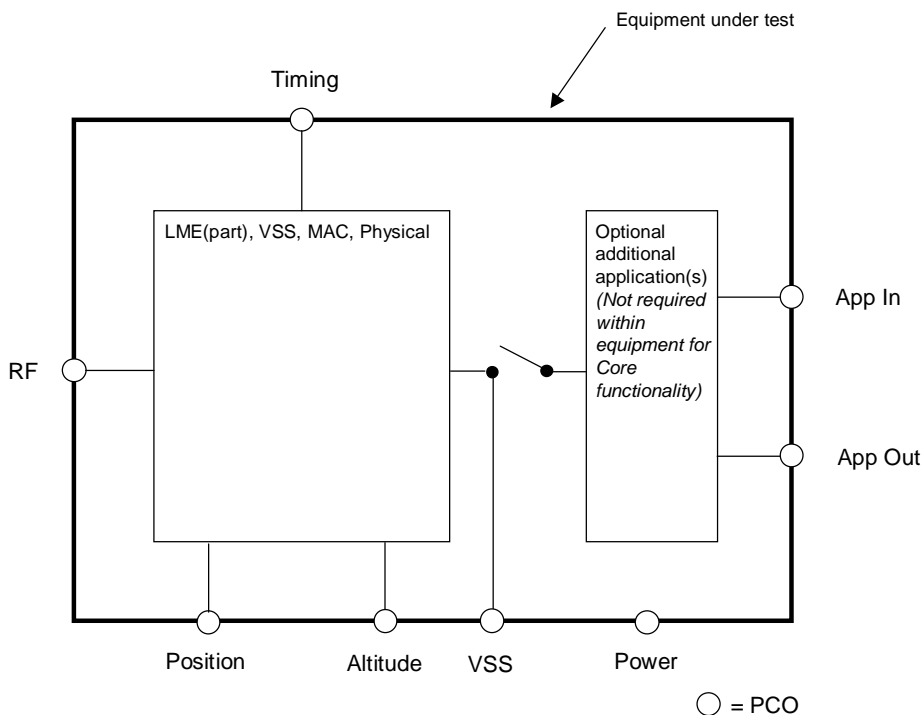 Equipment under test
Timing
LME(part), VSS, MAC, Physical
Optional
additional
application(s)
(Not required
within
equipment for
Core
functionality)
App In
RF
App Out
Position
Altitude
VSS
Power
= PCO